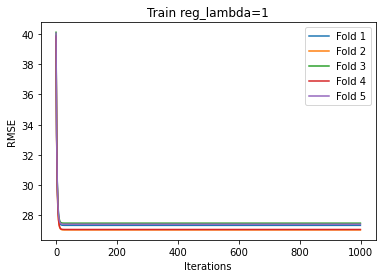 Train reg_lambda=1
40
38
36
34
32
30
28
RMSE
Fold 1
Fold 2
Fold 3
Fold 4
Fold 5
0 200 400 600 800 1000
Iterations